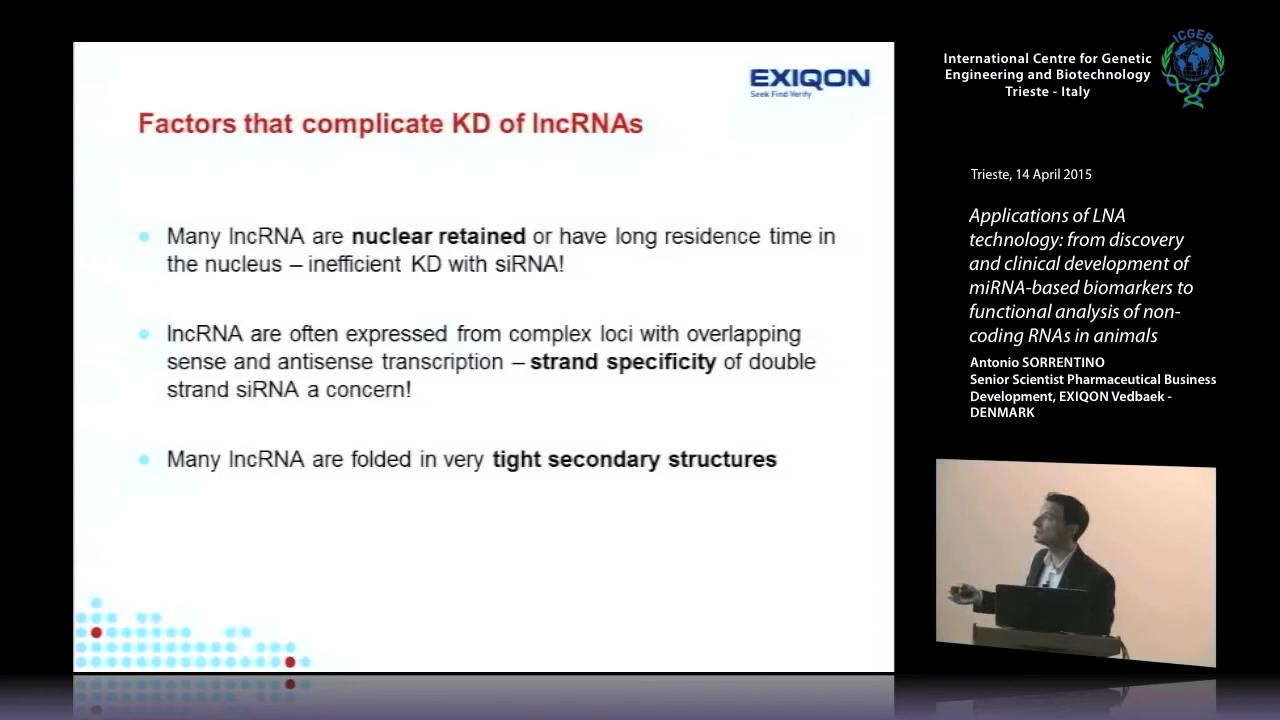 EXIQON
Seek Find Verify
Factors that complicate KD of lncRNAs
Many lncRNA are nuclear retained or have long residence time in
the nucleus – inefficient KD with siRNA!
lncRNA are often expressed from complex loci with overlapping
sense and antisense transcription – strand specificity of double
strand siRNA a concern!
Many lncRNA are folded in very tight secondary structures
International Centre for Genetic
Engineering and Biotechnology
Trieste - Italy
ICGEB
Trieste, 14 April 2015
Applications of LNA
technology: from discovery
and clinical development of
miRNA-based biomarkers to
functional analysis of non-
coding RNAs in animals
Antonio SORRENTINO
Senior Scientist Pharmaceutical Business
Development, EXIQON Vedbaek -
DENMARK